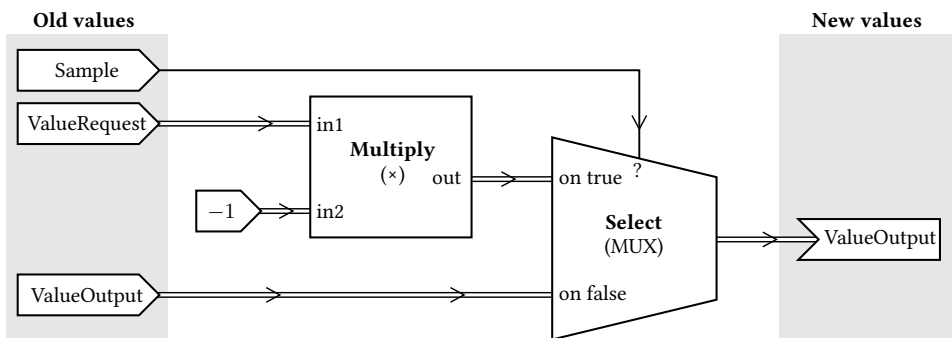 Old values
New values
Sample
ValueRequest
in1
Multiply
(×)
out
−1
in2
?
on true
Select
(MUX)
ValueOutput
ValueOutput
on false